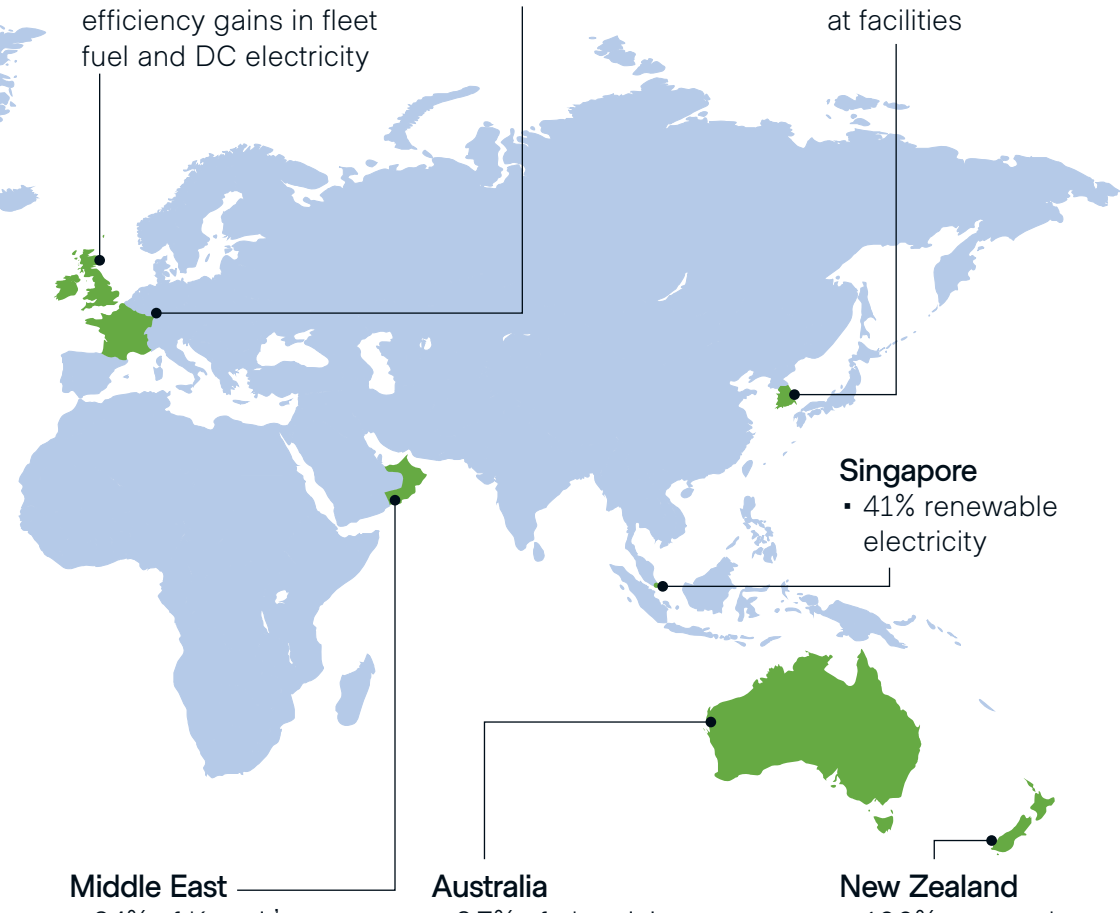 efficiency gains in fleet
fuel and DC electricity
at facilities
Singapore
▪ 41% renewable
electricity
Middle East
Australia
New Zealand